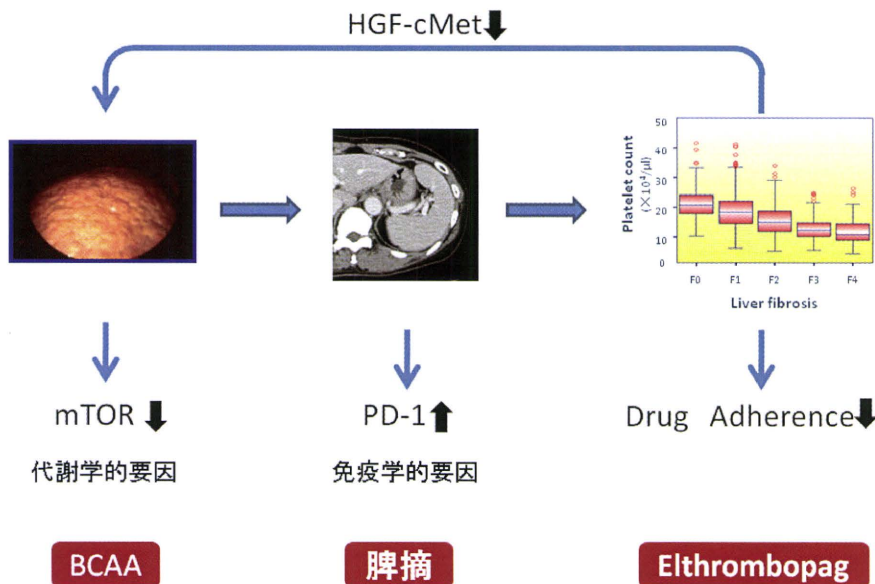 HGF-cMet
50
40
30
20
10
0
Platelet count
(×10⁴/μl)
F0 F1 F2 F3 F4
Liver fibrosis
mTOR PD-1 Drug Adherence
代謝学的要因 免疫学的要因
BCAA 脾摘 Elthrombopag